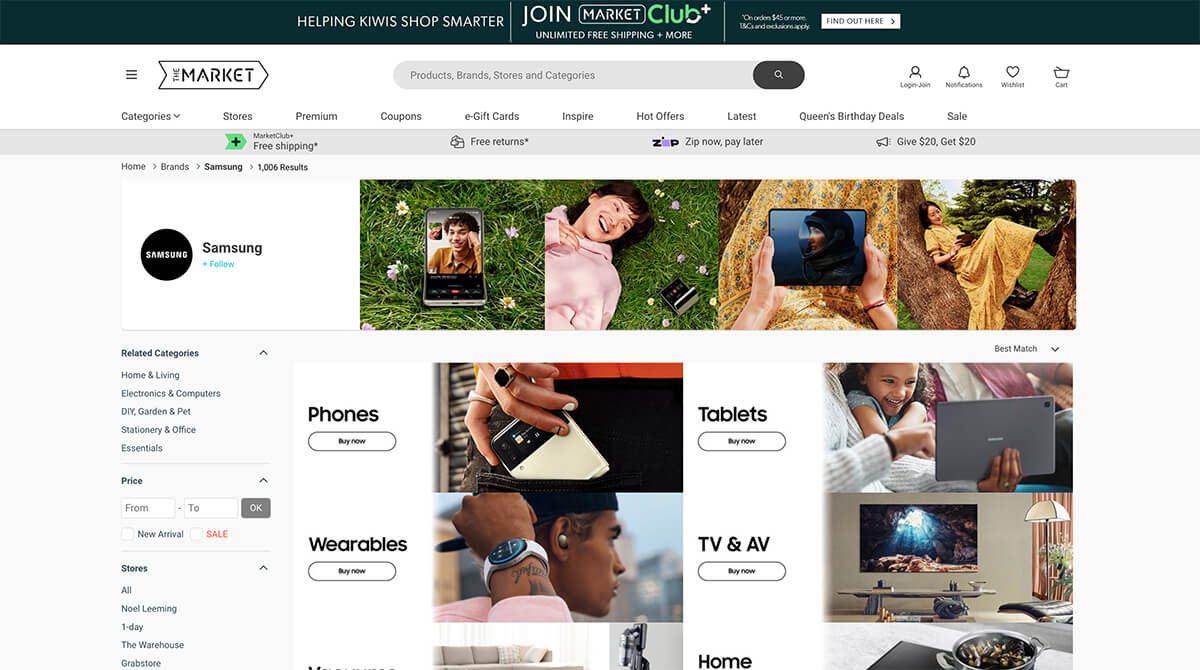 HELPING KIWIS SHOP SMARTER
JOIN MARKET Club+
UNLIMITED FREE SHIPPING + MORE
*On orders $45 or more.
T&Cs and exclusions apply.
FIND OUT HERE
THE MARKET
Products, Brands, Stores and Categories
Login-Join
Notifications
Wishlist
Cart
Categories
Stores
Premium
Coupons
e-Gift Cards
Inspire
Hot Offers
Latest
Queen's Birthday Deals
Sale
MarketClub+
Free shipping*
Free returns*
ZIP Zip now, pay later
Give $20, Get $20
Home > Brands > Samsung > 1,006 Results
SAMSUNG
Samsung
+ Follow
Best Match
Related Categories
Home & Living
Electronics & Computers
DIY, Garden & Pet
Stationery & Office
Essentials
Price
From - To OK
New Arrival SALE
Stores
All
Noel Leeming
1-day
The Warehouse
Grabstore
Phones
Buy now
Tablets
Buy now
SAMSUNG
Wearables
Buy now
TV & AV
Buy now
Home